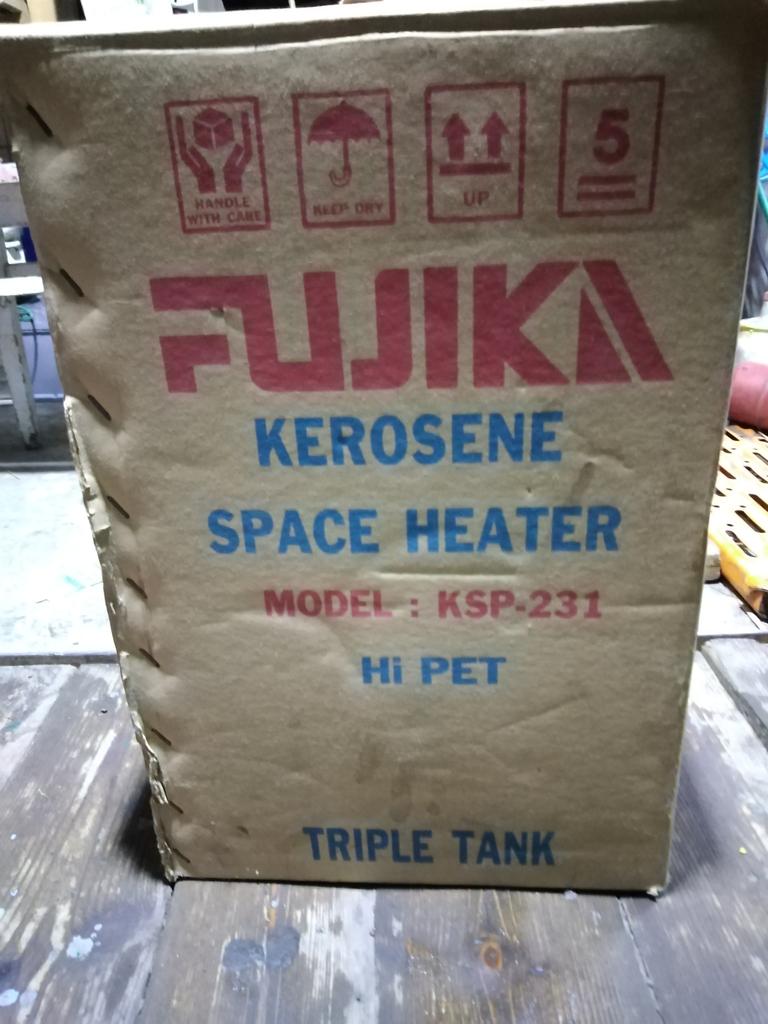 HANDLE
WITH CARE
KEEP DRY
UP
5
FUJIKA
KEROSENE
SPACE HEATER
MODEL : KSP-231
Hi PET
TRIPLE TANK